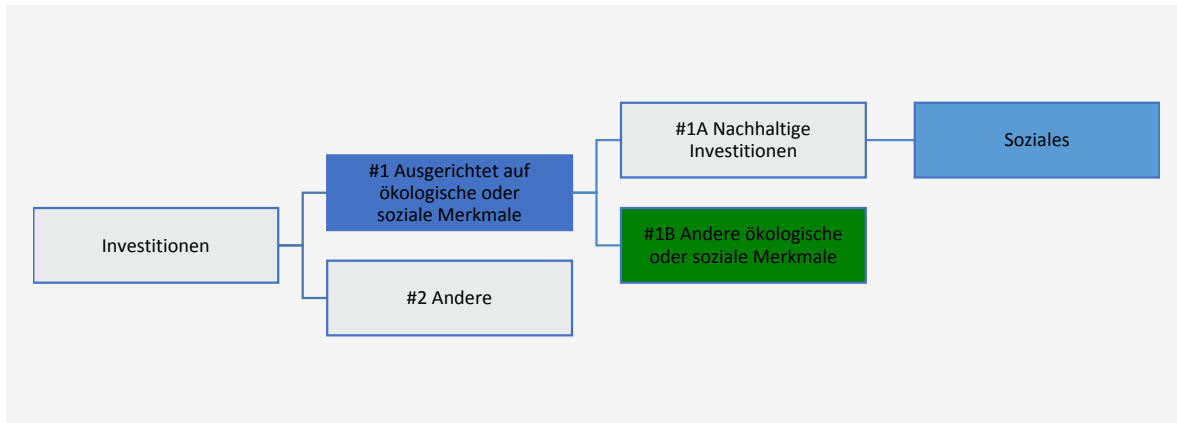 Investitionen
#1 Ausgerichtet auf
ökologische oder
soziale Merkmale
#2 Andere
#1A Nachhaltige
Investitionen
#1B Andere ökologische
oder soziale Merkmale
Soziales